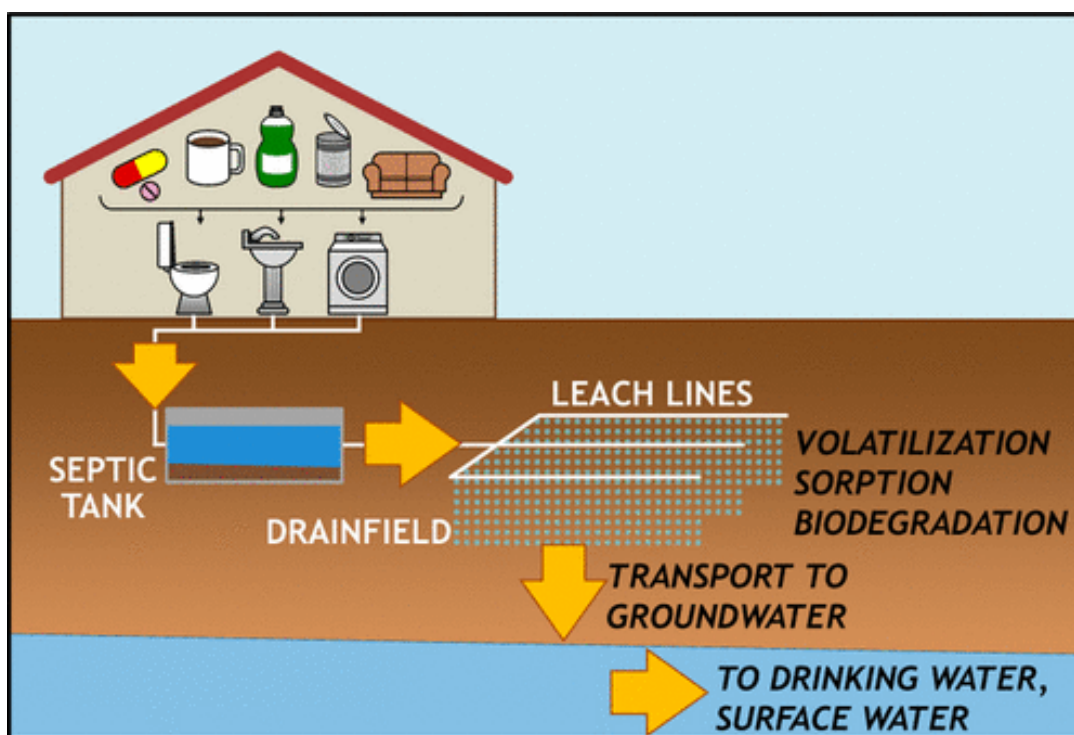 LEACH LINES
SEPTIC
TANK
DRAINFIELD
VOLATILIZATION
SORPTION
BIODEGRADATION
TRANSPORT TO
GROUNDWATER
TO DRINKING WATER,
SURFACE WATER